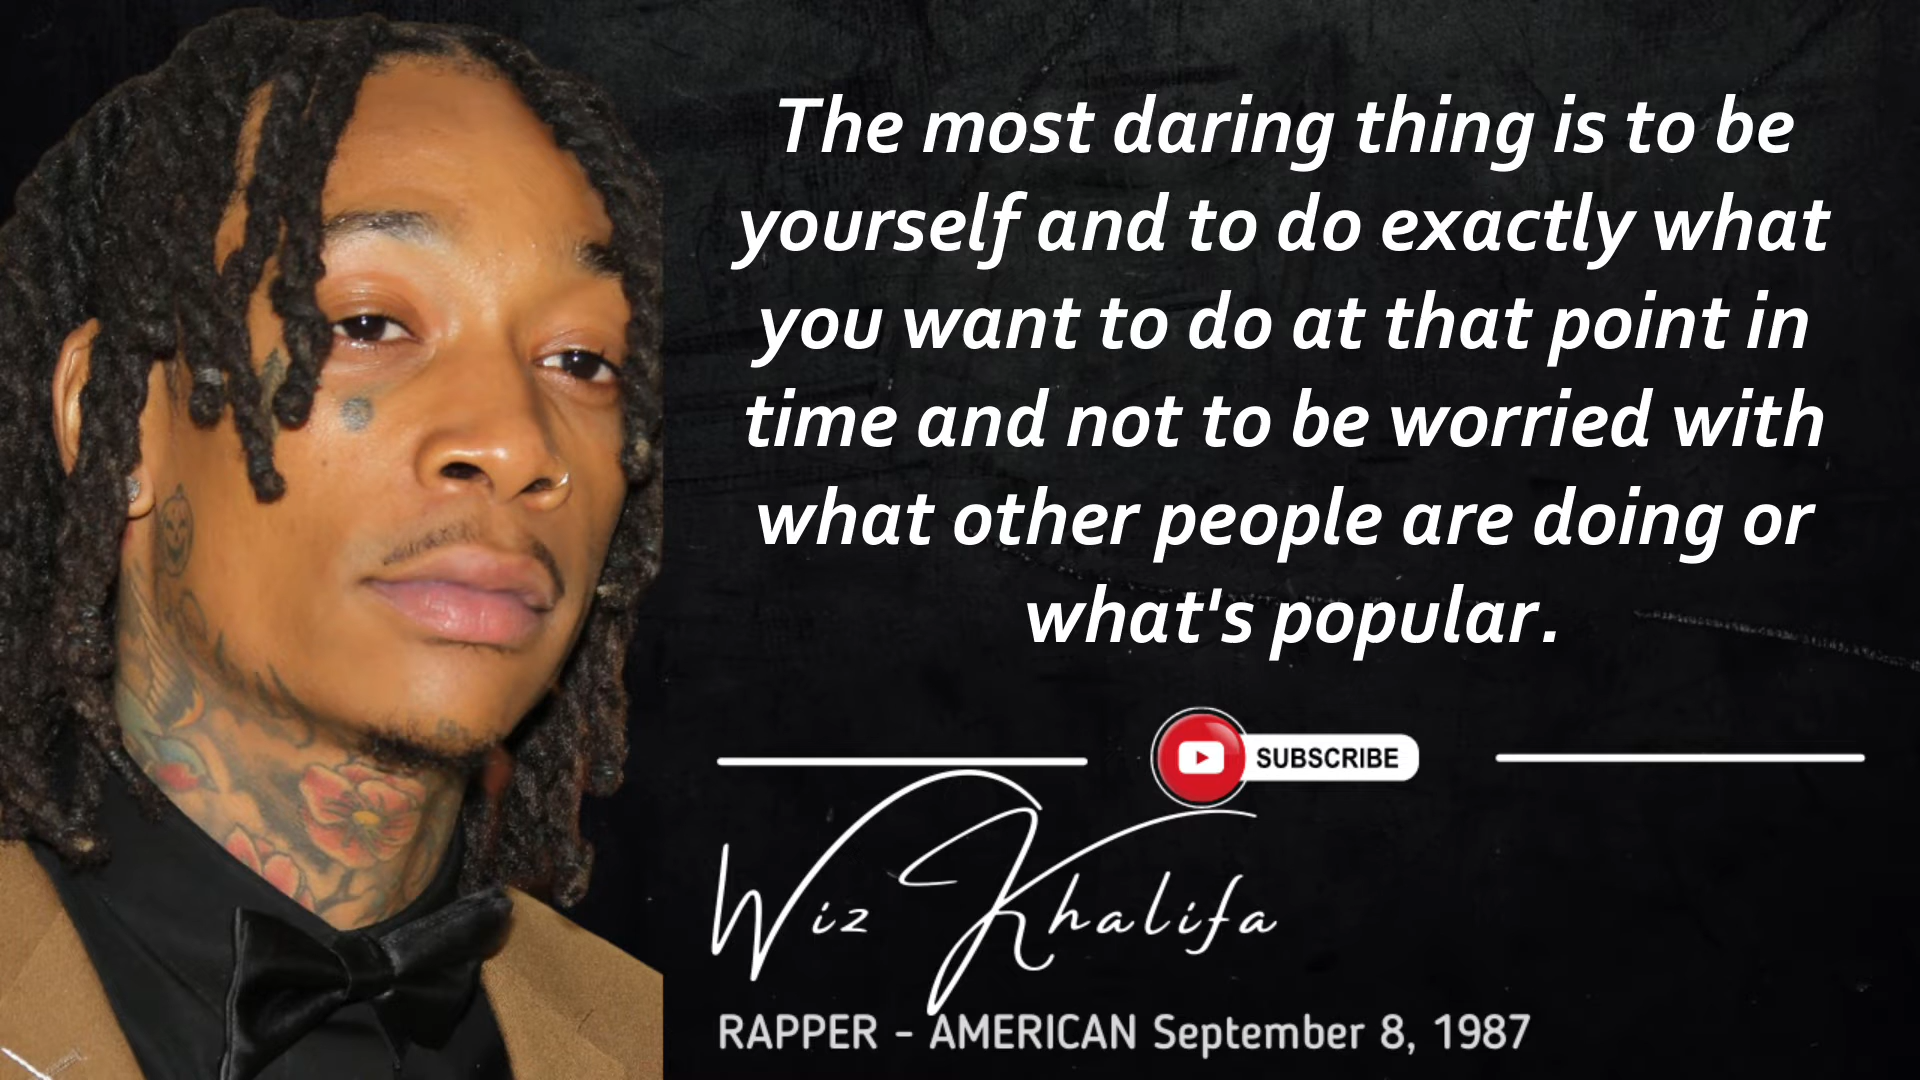 The most daring thing is to be
yourself and to do exactly what
you want to do at that point in
time and not to be worried with
what other people are doing or
what's popular.
SUBSCRIBE
Wiz Khalifa
RAPPER - AMERICAN September 8, 1987